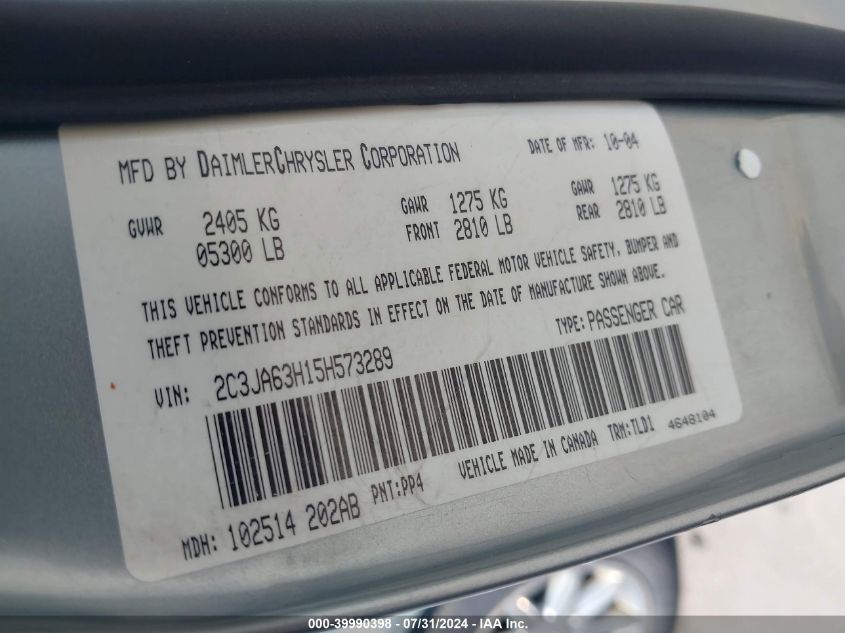 MFD BY DAIMLERCHRYSLER CORPORATION DATE OF MFR: 10-04
GVWR 2405 KG GAWR 1275 KG GAWR 1275 KG
05300 LB FRONT 2810 LB REAR 2810 LB
THIS VEHICLE CONFORMS TO ALL APPLICABLE FEDERAL MOTOR VEHICLE SAFETY, BUMPER AND
THEFT PREVENTION STANDARDS IN EFFECT ON THE DATE OF MANUFACTURE SHOWN ABOVE.
VIN: 2C3JA63H15H573289 TYPE: PASSENGER CAR
VEHICLE MADE IN CANADA TRM:TLD1 4648104
MDH: 102514 202AB PNT:PP4
000-39990398 - 07/31/2024 - IAA Inc.